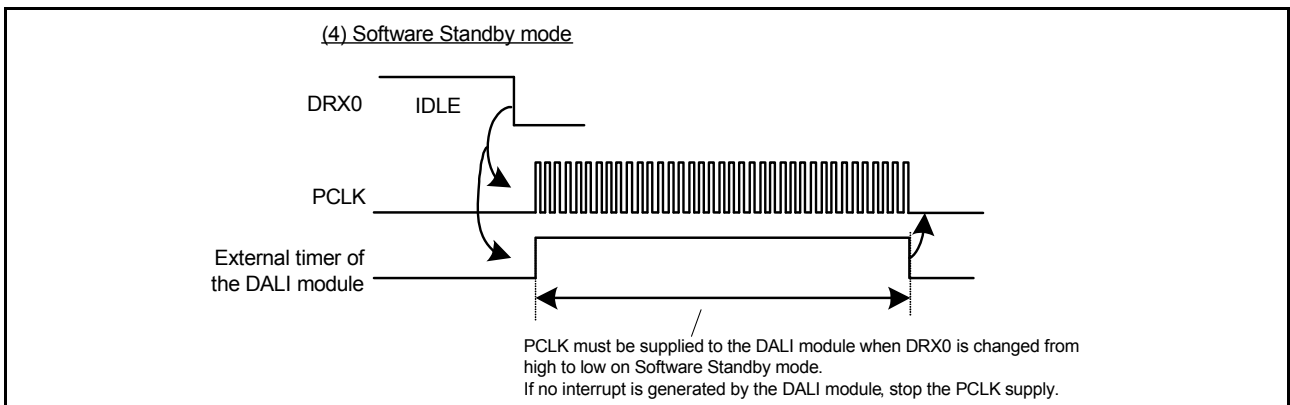 (4) Software Standby mode
DRX0
IDLE
PCLK
External timer of
the DALI module
PCLK must be supplied to the DALI module when DRX0 is changed from
high to low on Software Standby mode.
If no interrupt is generated by the DALI module, stop the PCLK supply.